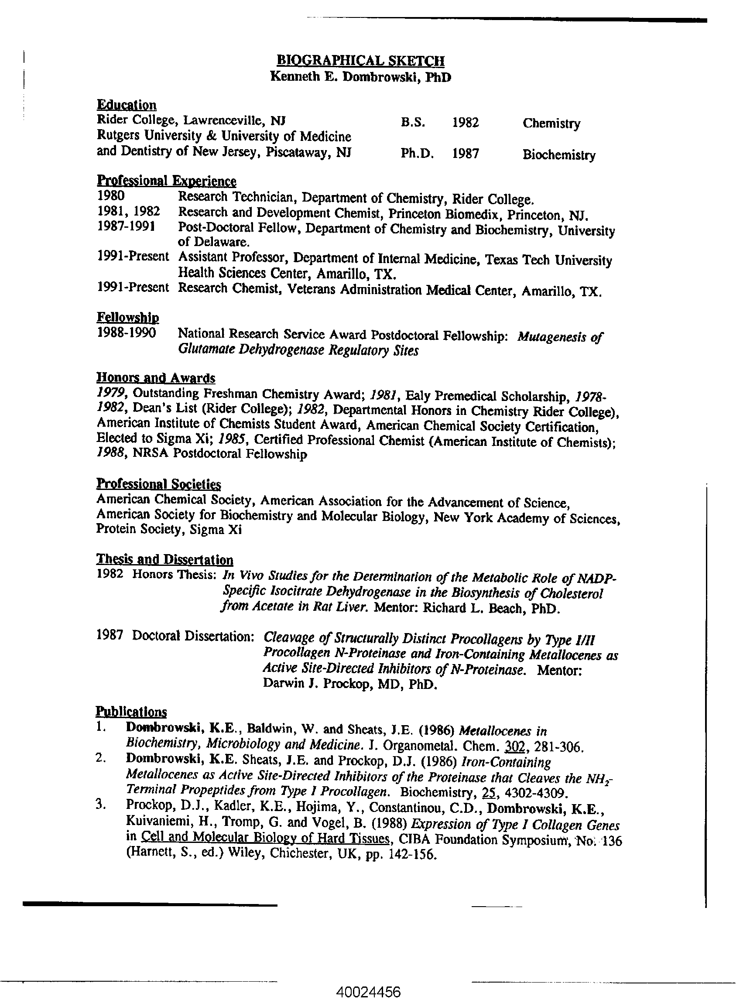 BIOGRAPHICAL SKETCH
Kenneth E. Dombrowski, PhD
Education
Rider College, Lawrenceville, NJ B.S. 1982 Chemistry
Rutgers University & University of Medicine
and Dentistry of New Jersey, Piscataway, NJ Ph.D. 1987 Biochemistry
Professional Experience
1980 Research Technician, Department of Chemistry, Rider College.
1981, 1982 Research and Development Chemist, Princeton Biomedix, Princeton, NJ.
1987-1991 Post-Doctoral Fellow, Department of Chemistry and Biochemistry, University
of Delaware.
1991-Present Assistant Professor, Department of Internal Medicine, Texas Tech University
Health Sciences Center, Amarillo, TX.
1991-Present Research Chemist, Veterans Administration Medical Center, Amarillo, TX.
Fellowship
1988-1990 National Research Service Award Postdoctoral Fellowship: Mutagenesis of
Glutamate Dehydrogenase Regulatory Sites
Honors and Awards
1979, Outstanding Freshman Chemistry Award; 1981, Ealy Premedical Scholarship, 1978-
1982, Dean's List (Rider College); 1982, Departmental Honors in Chemistry Rider College),
American Institute of Chemists Student Award, American Chemical Society Certification,
Elected to Sigma Xi; 1985, Certified Professional Chemist (American Institute of Chemists);
1988, NRSA Postdoctoral Fellowship
Professional Societies
American Chemical Society, American Association for the Advancement of Science,
American Society for Biochemistry and Molecular Biology, New York Academy of Sciences,
Protein Society, Sigma Xi
Thesis and Dissertation
1982 Honors Thesis: In Vivo Studies for the Determination of the Metabolic Role of NADP-
Specific Isocitrate Dehydrogenase in the Biosynthesis of Cholesterol
from Acetate in Rat Liver. Mentor: Richard L. Beach, PhD.
1987 Doctoral Dissertation: Cleavage of Structurally Distinct Procollagens by Type I/II
Procollagen N-Proteinase and Iron-Containing Metallocenes as
Active Site-Directed Inhibitors of N-Proteinase. Mentor:
Darwin J. Prockop, MD, PhD.
Publications
1. Dombrowski, K.E., Baldwin, W. and Sheats, J.E. (1986) Metallocenes in
Biochemistry, Microbiology and Medicine. J. Organometal. Chem. 302, 281-306.
2. Dombrowski, K.E. Sheats, J.E. and Prockop, D.J. (1986) Iron-Containing
Metallocenes as Active Site-Directed Inhibitors of the Proteinase that Cleaves the NH2-
Terminal Propeptides from Type I Procollagen. Biochemistry, 25, 4302-4309.
3. Prockop, D.J., Kadler, K.E., Hojima, Y., Constantinou, C.D., Dombrowski, K.E.,
Kuivaniemi, H., Tromp, G. and Vogel, B. (1988) Expression of Type I Collagen Genes
in Cell and Molecular Biology of Hard Tissues, CIBA Foundation Symposium, No. 136
(Harnett, S., ed.) Wiley, Chichester, UK, pp. 142-156.
40024456